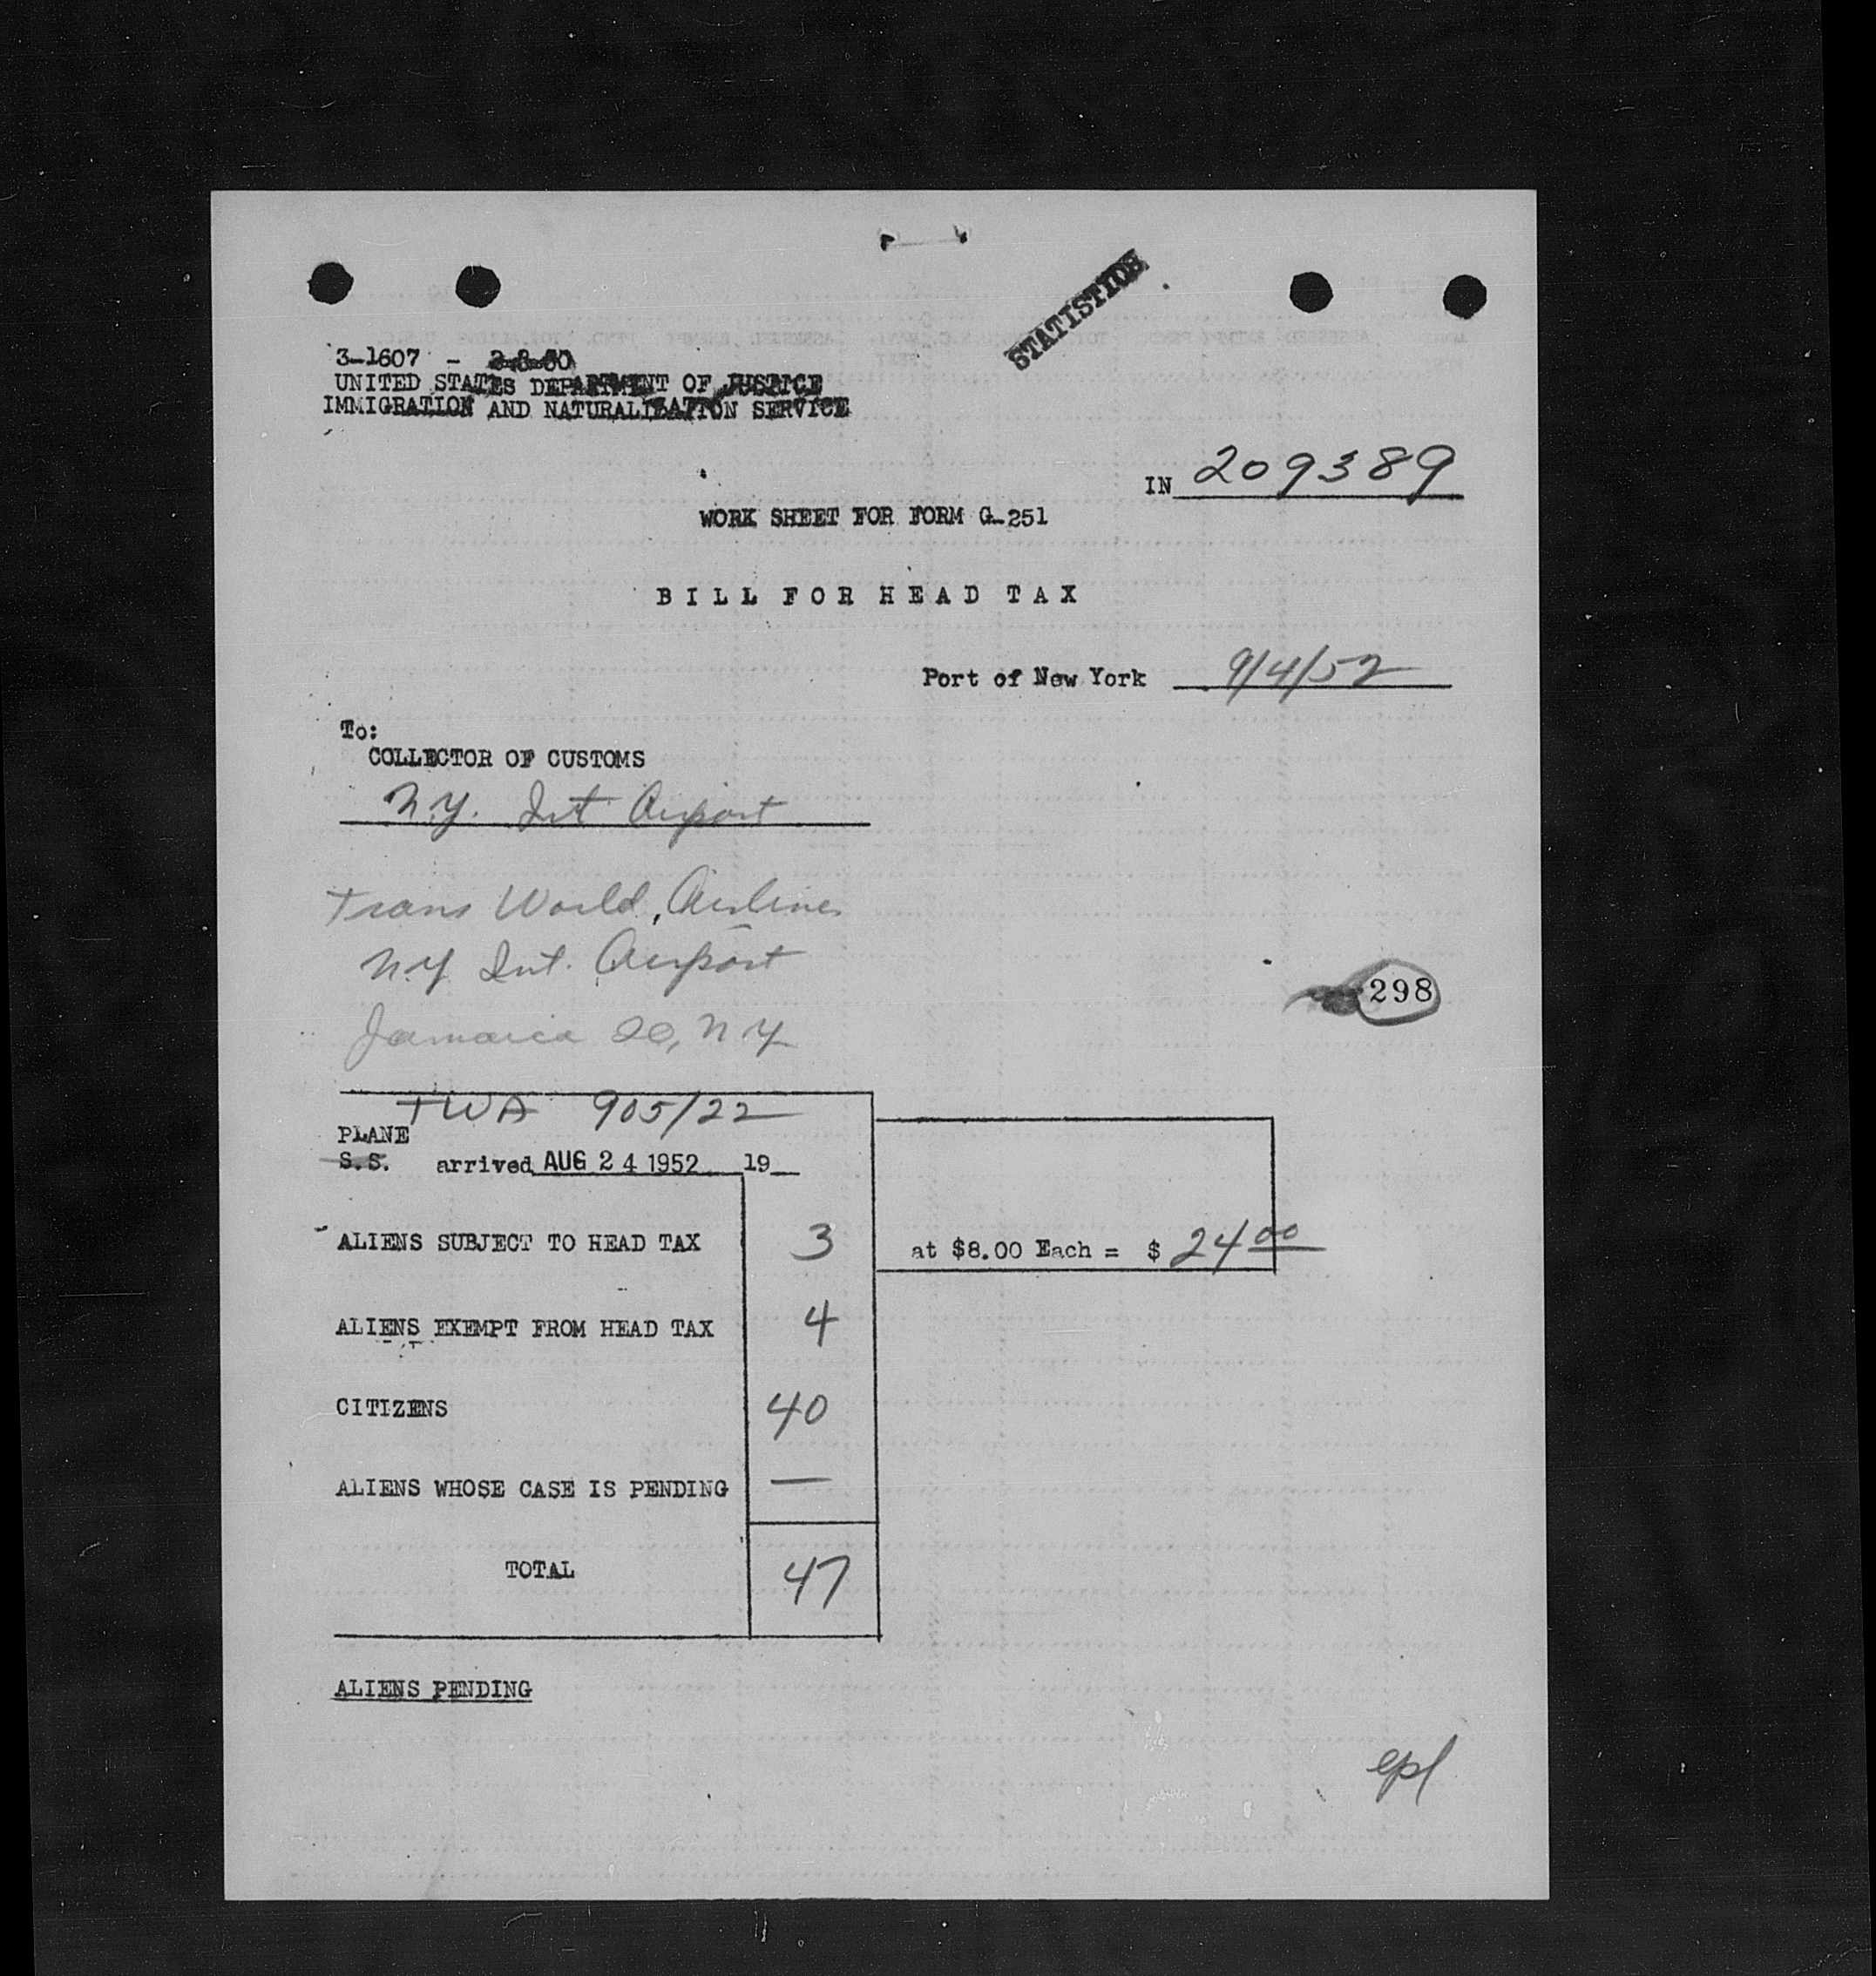 STATISTICS
3-1607 - 2-8-50
UNITED STATES DEPARTMENT OF JUSTICE
IMMIGRATION AND NATURALIZATION SERVICE
IN 209389
WORK SHEET FOR FORM G-251
BILL FOR HEAD TAX
Port of New York 9/4/52
To:
COLLECTOR OF CUSTOMS
N.Y. Int Airport
Trans World Airlines
N.Y Int. Airport
298
Jamaica 20, N Y
TWA 905/22
PLANE
S.S. arrived AUG 24 1952 19
ALIENS SUBJECT TO HEAD TAX 3 at $8.00 Each = $ 24 00
ALIENS EXEMPT FROM HEAD TAX 4
CITIZENS 40
ALIENS WHOSE CASE IS PENDING —
TOTAL 47
ALIENS PENDING
epl